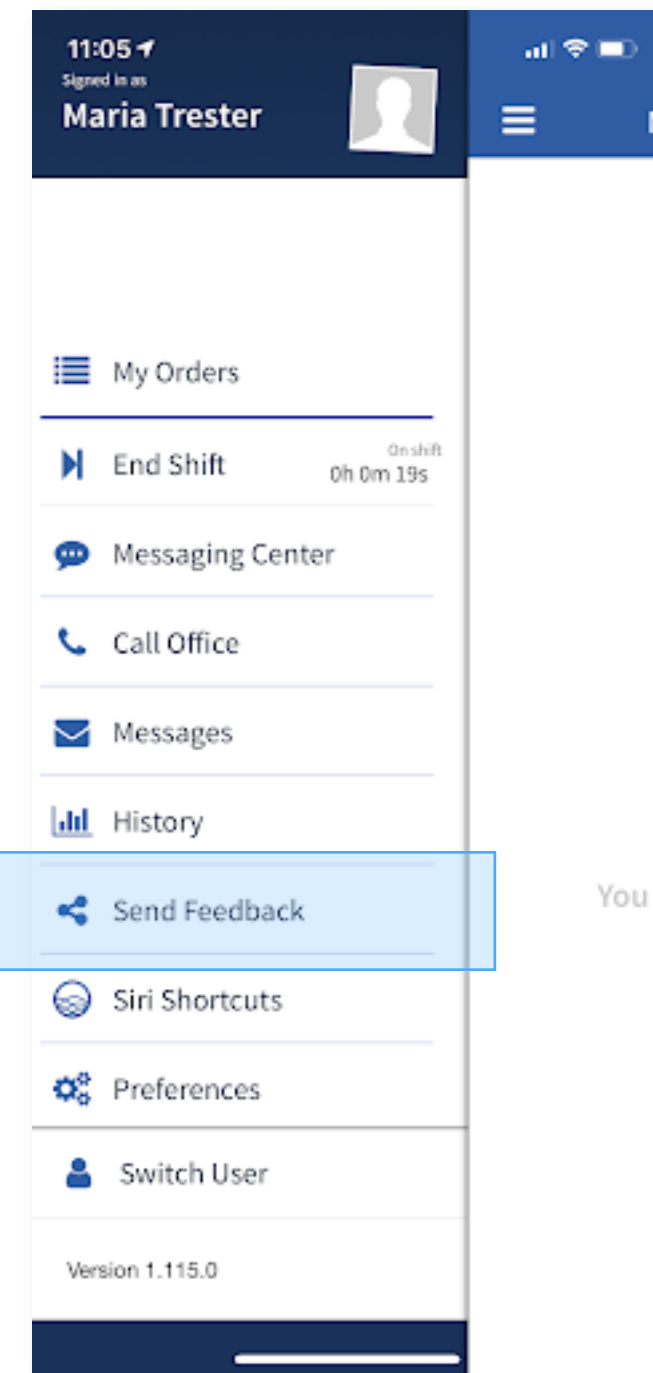 11:05
Signed in as
Maria Trester
My Orders
End Shift
On shift
0h 0m 19s
Messaging Center
Call Office
Messages
History
Send Feedback
You
Siri Shortcuts
Preferences
Switch User
Version 1.115.0